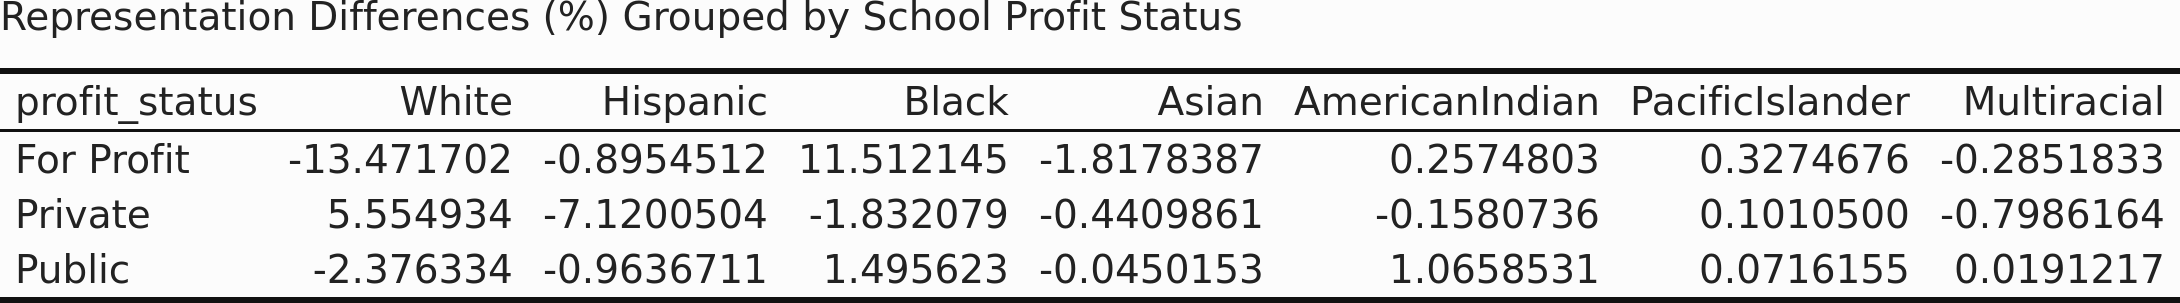 Representation Differences (%) Grouped by School Profit Status
profit_status White Hispanic Black Asian AmericanIndian PacificIslander Multiracial
For Profit -13.471702 -0.8954512 11.512145 -1.8178387 0.2574803 0.3274676 -0.2851833
Private 5.554934 -7.1200504 -1.832079 -0.4409861 -0.1580736 0.1010500 -0.7986164
Public -2.376334 -0.9636711 1.495623 -0.0450153 1.0658531 0.0716155 0.0191217